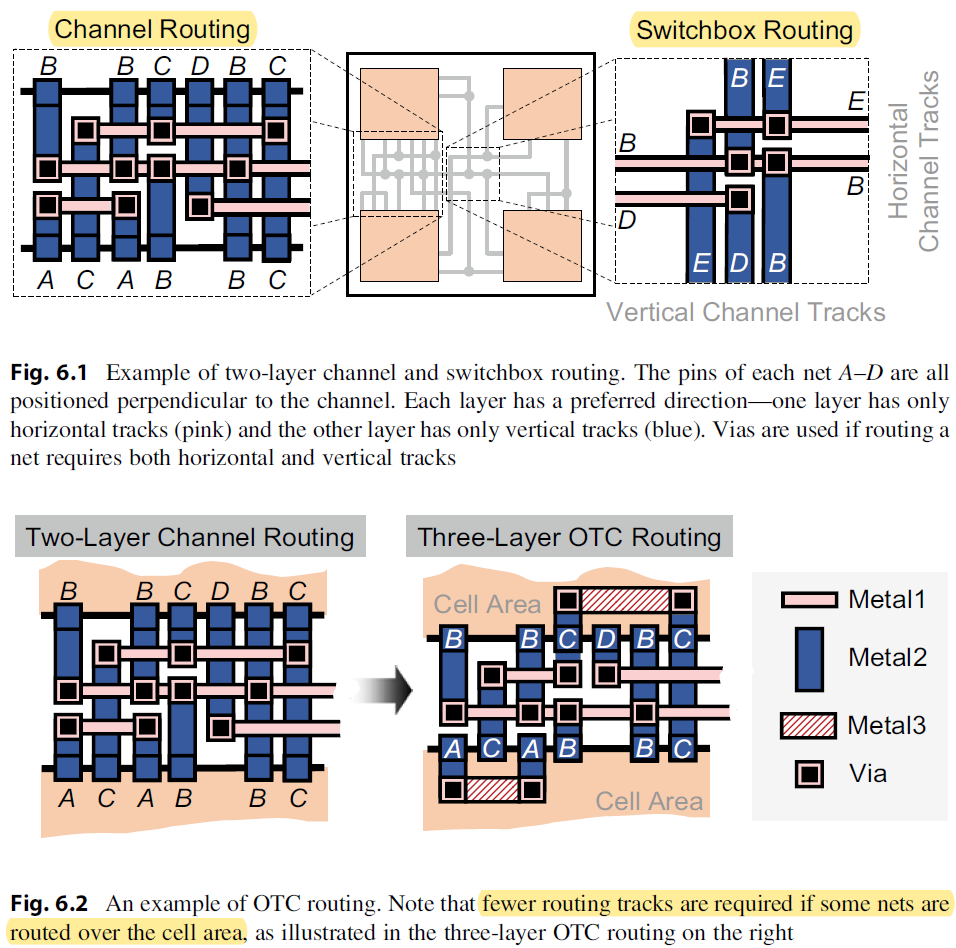 Channel Routing
Switchbox Routing
B B C D B C
A C A B B C
B E
E
B
B
D
E D B
Horizontal
Channel Tracks
Vertical Channel Tracks
Fig. 6.1 Example of two-layer channel and switchbox routing. The pins of each net A–D are all
positioned perpendicular to the channel. Each layer has a preferred direction—one layer has only
horizontal tracks (pink) and the other layer has only vertical tracks (blue). Vias are used if routing a
net requires both horizontal and vertical tracks
Two-Layer Channel Routing
Three-Layer OTC Routing
B B C D B C
A C A B B C
Cell Area
B B C D B C
A C A B B C
Cell Area
Metal1
Metal2
Metal3
Via
Fig. 6.2 An example of OTC routing. Note that fewer routing tracks are required if some nets are
routed over the cell area, as illustrated in the three-layer OTC routing on the right